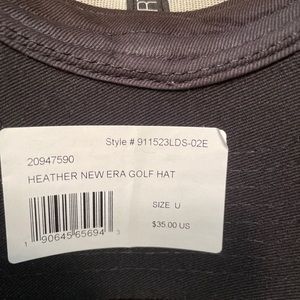 Style # 911523LDS-02E
20947590
HEATHER NEW ERA GOLF HAT
SIZE U
$35.00 US
1 90645 65694 3